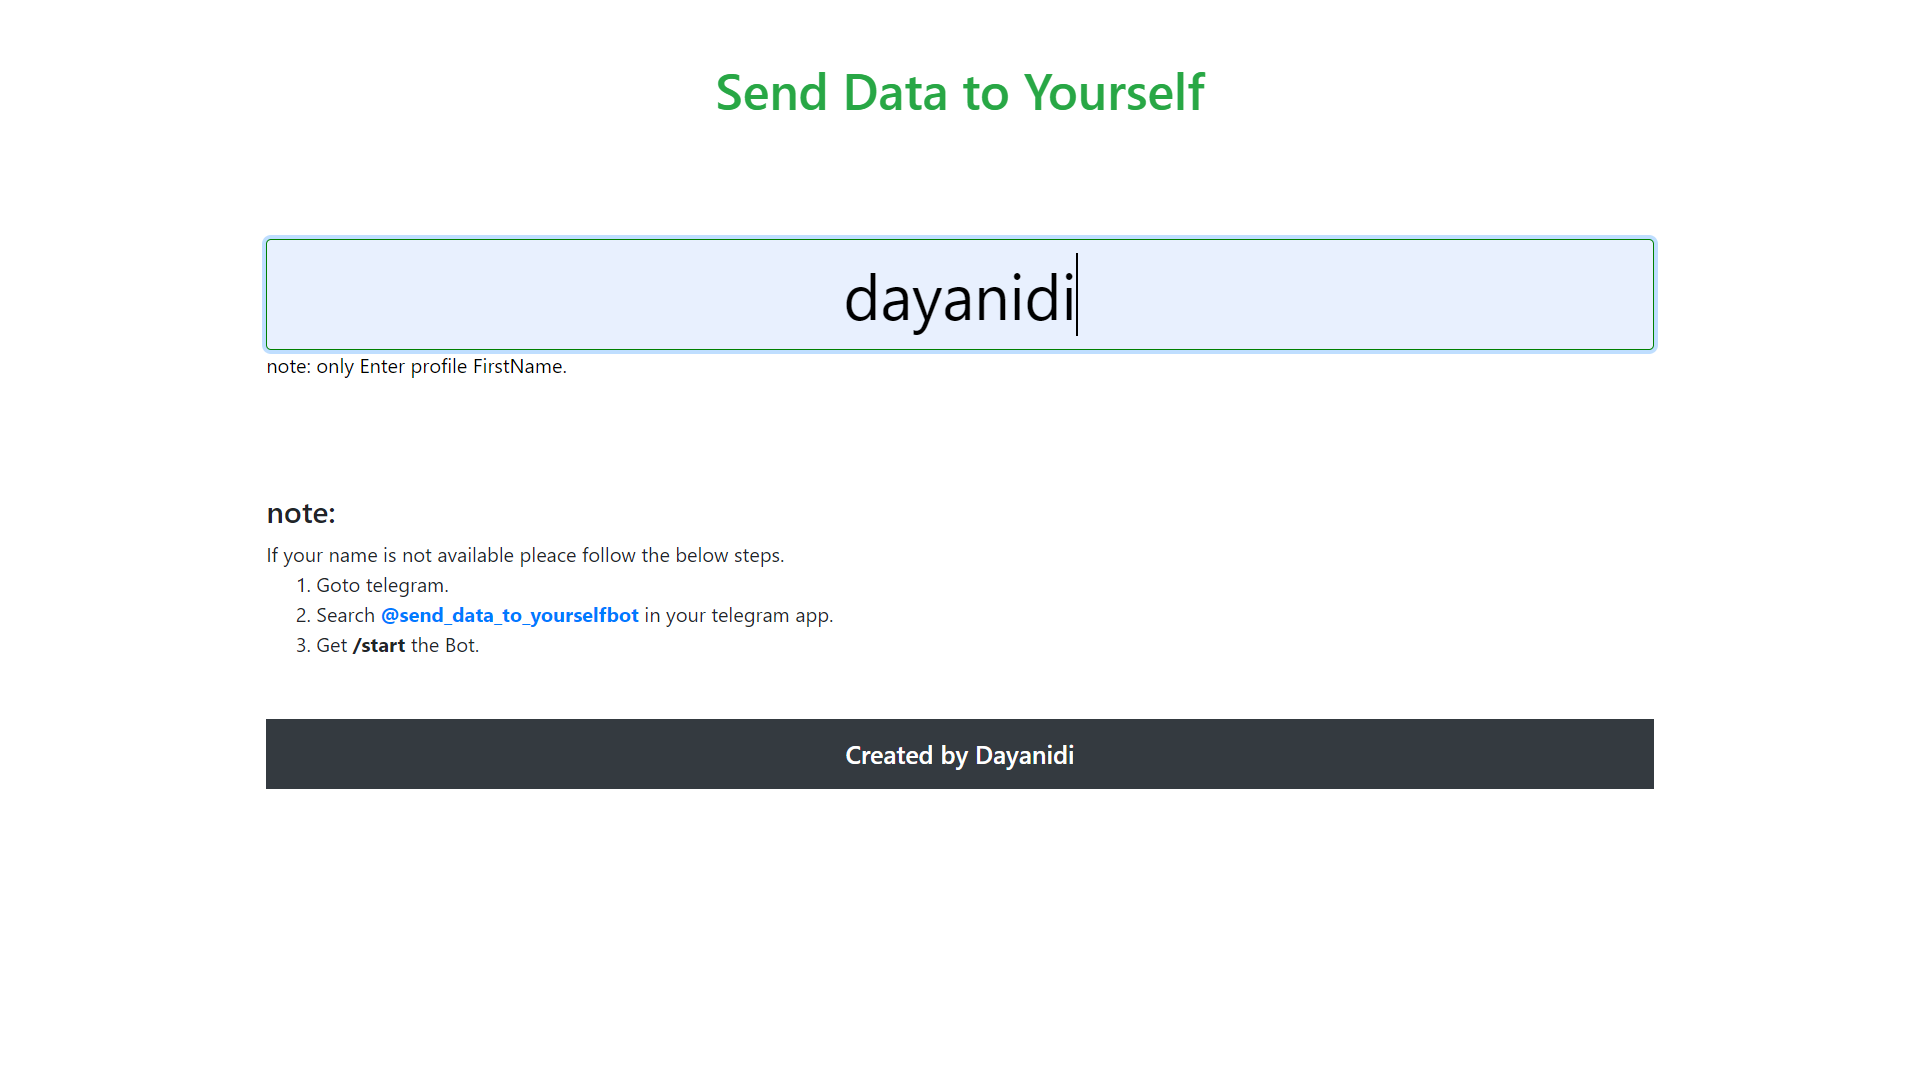 Send Data to Yourself
dayanidi
note: only Enter profile FirstName.
note:
If your name is not available pleace follow the below steps.
1. Goto telegram.
2. Search @send_data_to_yourselfbot in your telegram app.
3. Get /start the Bot.
Created by Dayanidi